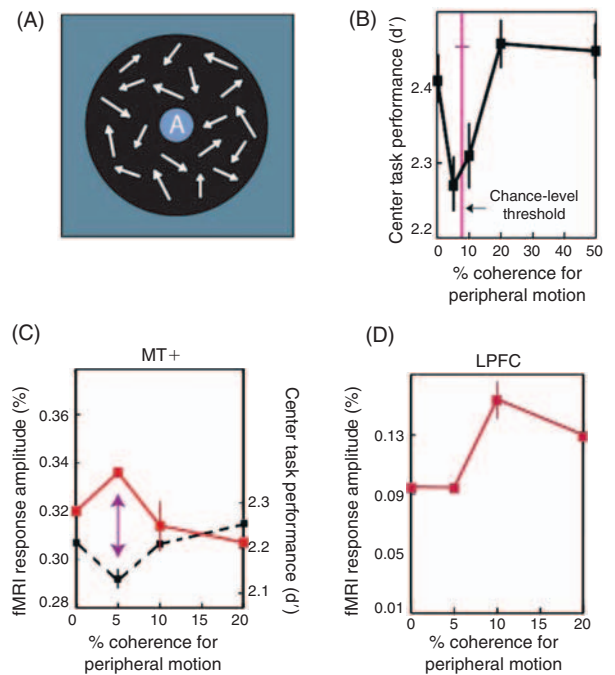 (A)
A
(B)
Center task performance (d′)
2.4
2.3
2.2
Chance-level
threshold
0 10 20 30 40 50
% coherence for
peripheral motion
(C)
MT+
fMRI response amplitude (%)
0.36
0.34
0.32
0.30
0.28
Center task performance (d′)
2.3
2.2
2.1
0 5 10 15 20
% coherence for
peripheral motion
(D)
LPFC
fMRI response amplitude (%)
0.13
0.09
0.05
0.01
0 5 10 15 20
% coherence for
peripheral motion